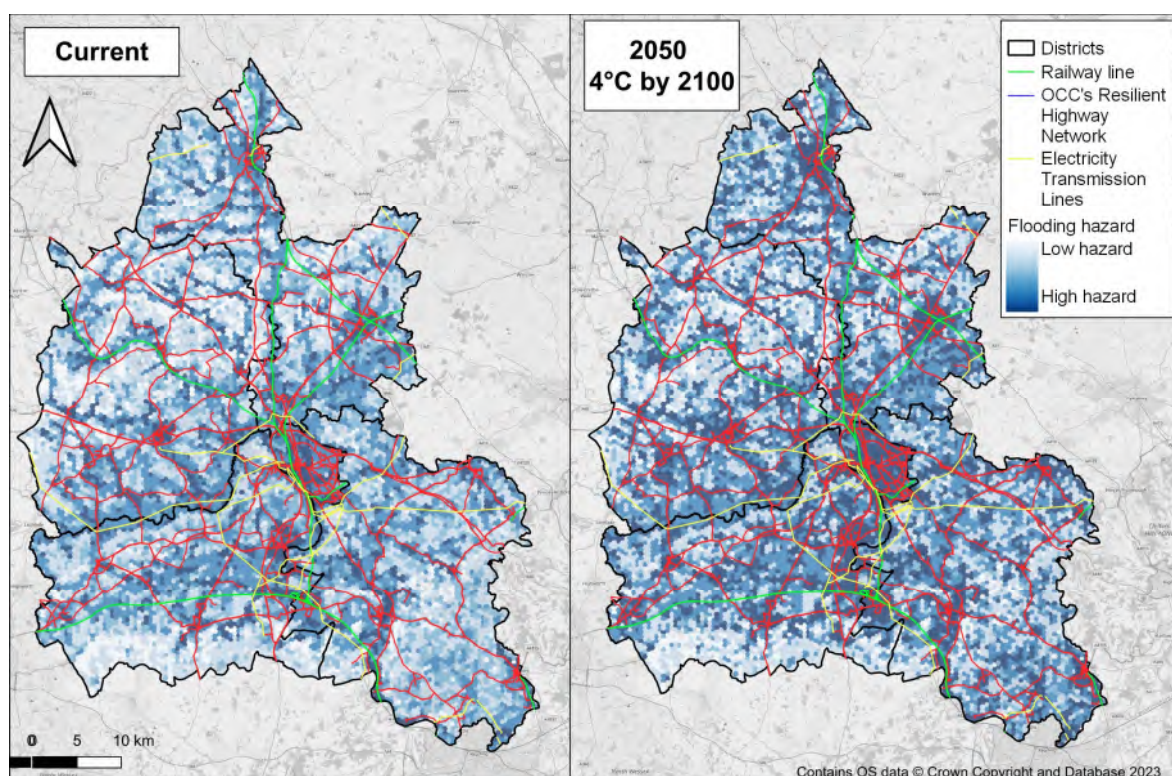 Current
2050
4°C by 2100
Districts
Railway line
OCC's Resilient
Highway
Network
Electricity
Transmission
Lines
Flooding hazard
Low hazard
High hazard
0 5 10 km
Contains OS data © Crown Copyright and Database 2023